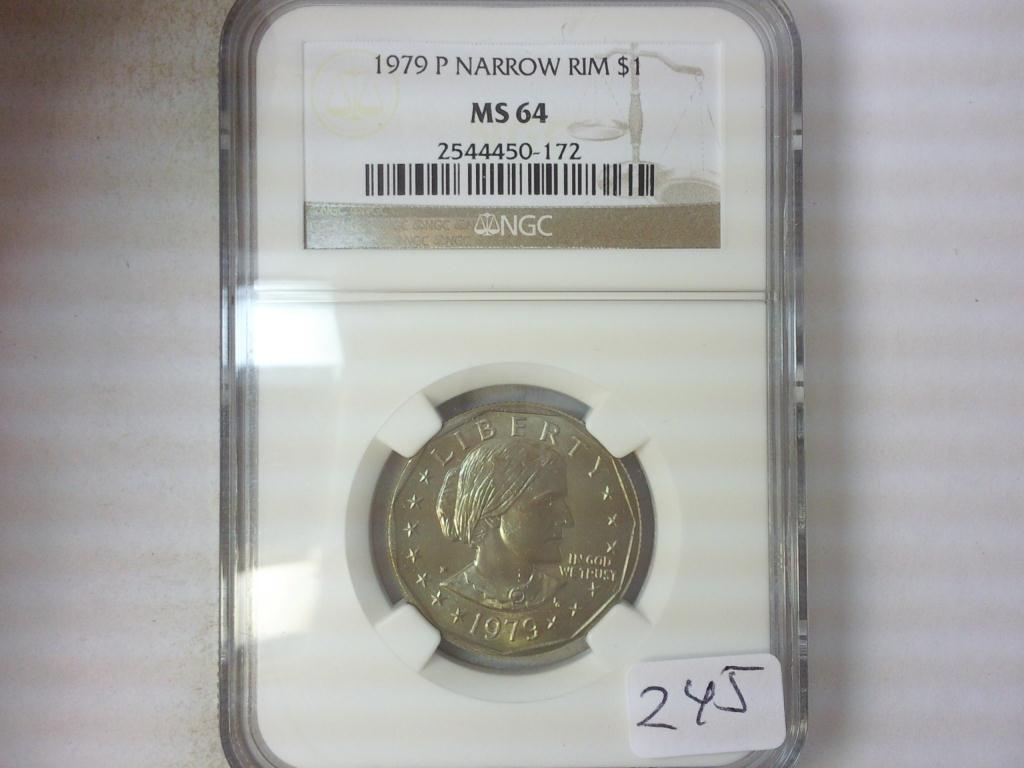 1979 P NARROW RIM $1
MS 64
2544450-172
NGC
LIBERTY
IN GOD
WE TRUST
1979
245